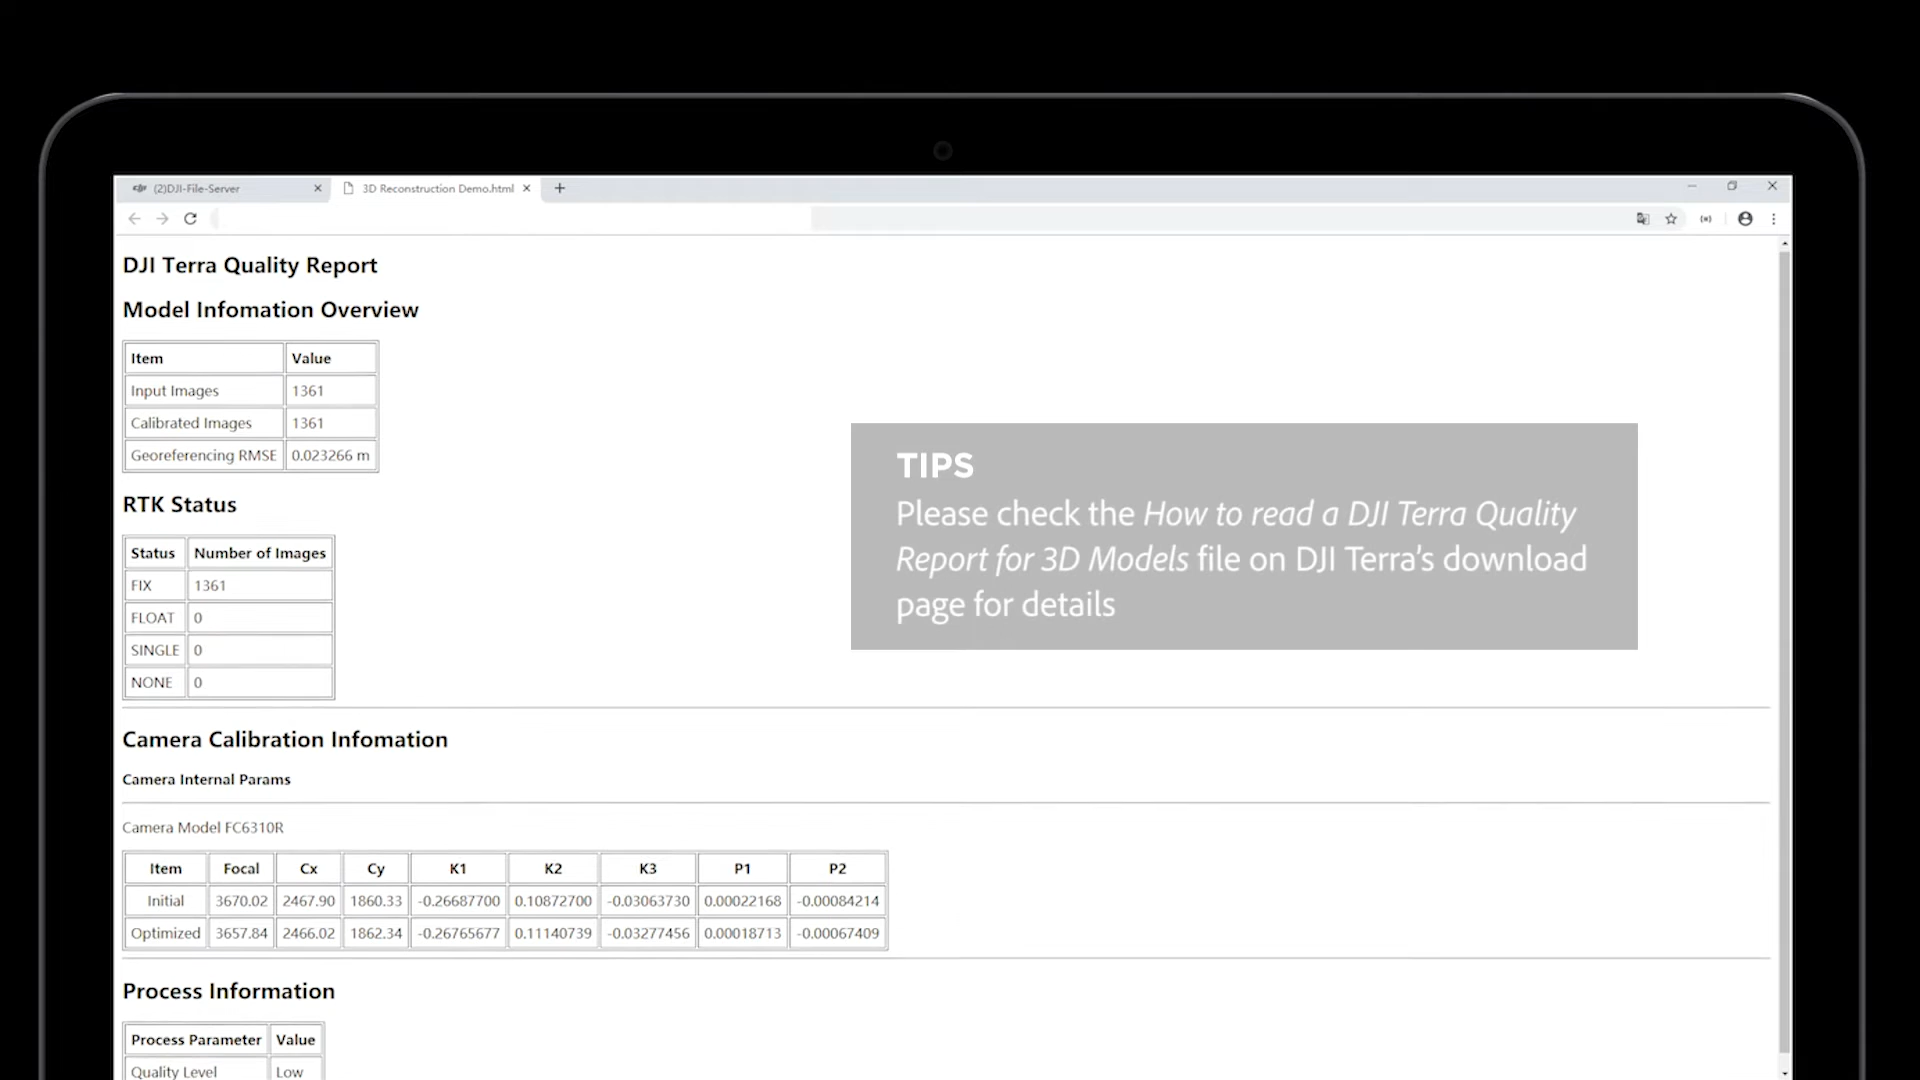 (2)DJI-File-Server
3D Reconstruction Demo.html
DJI Terra Quality Report
Model Infomation Overview
Item Value
Input Images 1361
Calibrated Images 1361
Georeferencing RMSE 0.023266 m
RTK Status
Status Number of Images
FIX 1361
FLOAT 0
SINGLE 0
NONE 0
TIPS
Please check the How to read a DJI Terra Quality
Report for 3D Models file on DJI Terra's download
page for details
Camera Calibration Infomation
Camera Internal Params
Camera Model FC6310R
Item Focal Cx Cy K1 K2 K3 P1 P2
Initial 3670.02 2467.90 1860.33 -0.26687700 0.10872700 -0.03063730 0.00022168 -0.00084214
Optimized 3657.84 2466.02 1862.34 -0.26765677 0.11140739 -0.03277456 0.00018713 -0.00067409
Process Information
Process Parameter Value
Quality Level Low